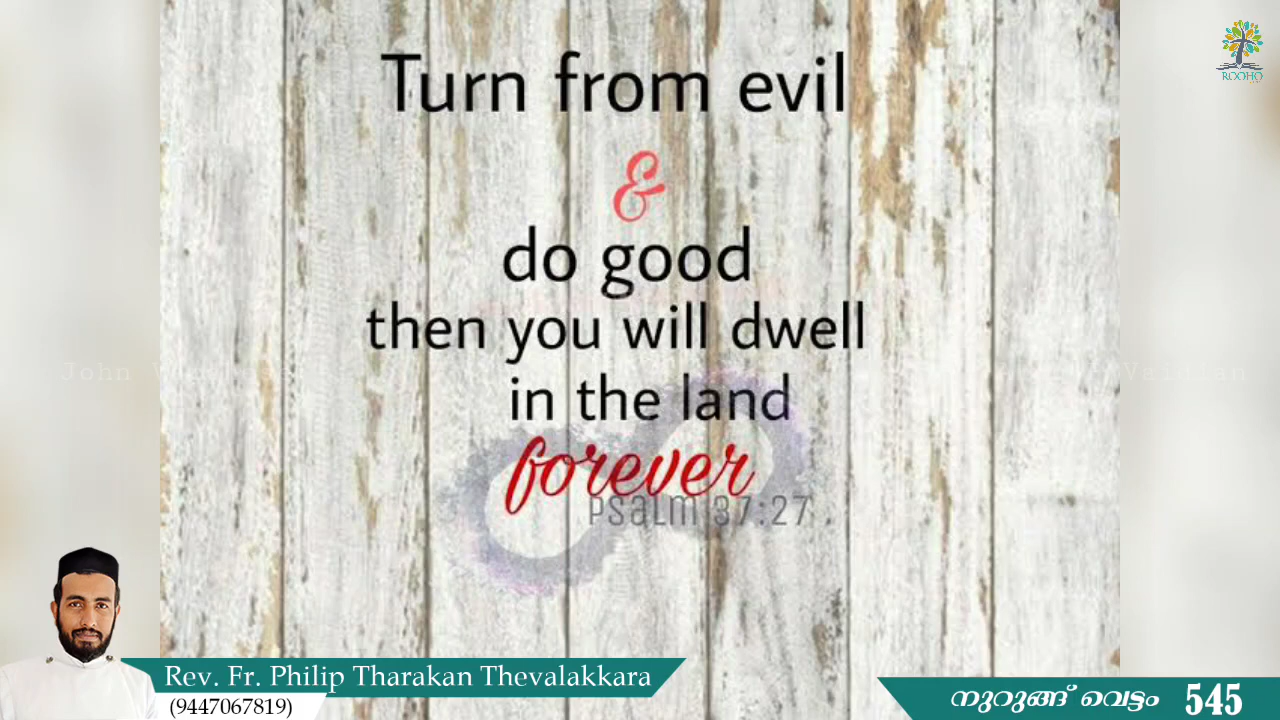 Turn from evil
&
do good
then you will dwell
in the land
forever
Psalm 37:27
ROOHO
Rev. Fr. Philip Tharakan Thevalakkara
(9447067819)
നുറുങ്ങ് വെട്ടം 545